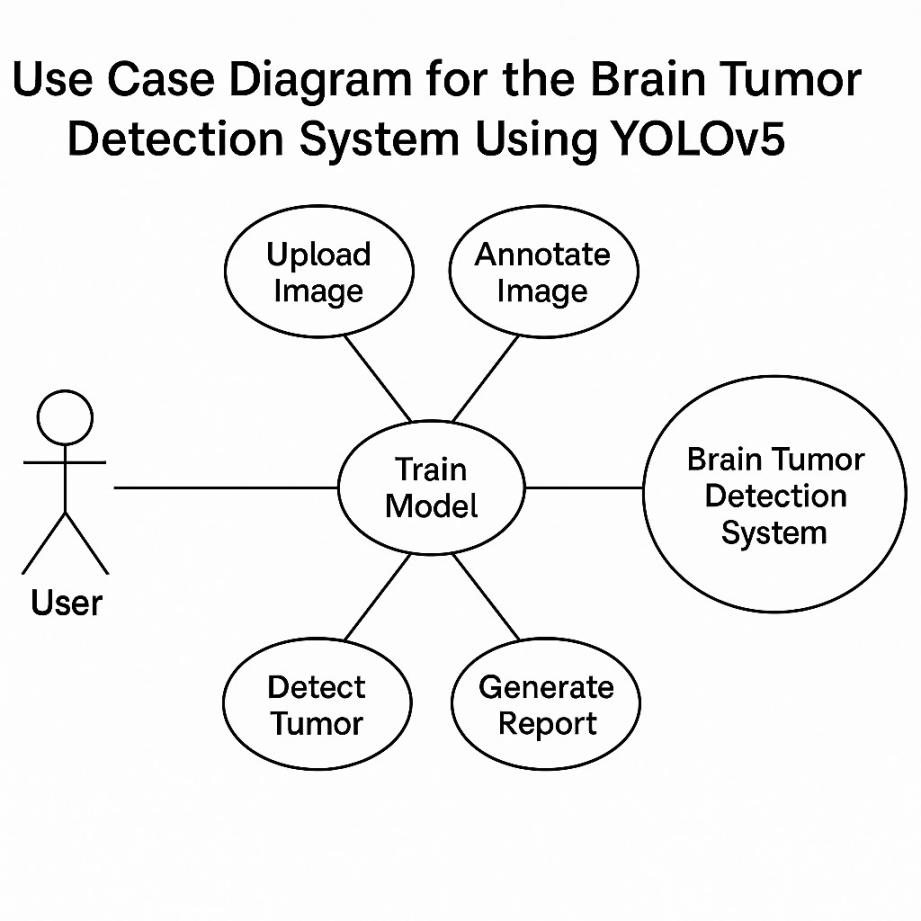 Use Case Diagram for the Brain Tumor
Detection System Using YOLOv5
Upload
Image
Annotate
Image
Train
Model
Brain Tumor
Detection
System
User
Detect
Tumor
Generate
Report